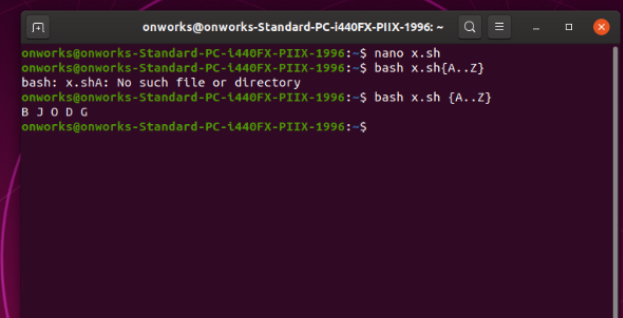 onworks@onworks-Standard-PC-i440FX-PIIX-1996: ~
onworks@onworks-Standard-PC-i440FX-PIIX-1996:~$ nano x.sh
onworks@onworks-Standard-PC-i440FX-PIIX-1996:~$ bash x.sh{A..Z}
bash: x.shA: No such file or directory
onworks@onworks-Standard-PC-i440FX-PIIX-1996:~$ bash x.sh {A..Z}
B J O D G
onworks@onworks-Standard-PC-i440FX-PIIX-1996:~$